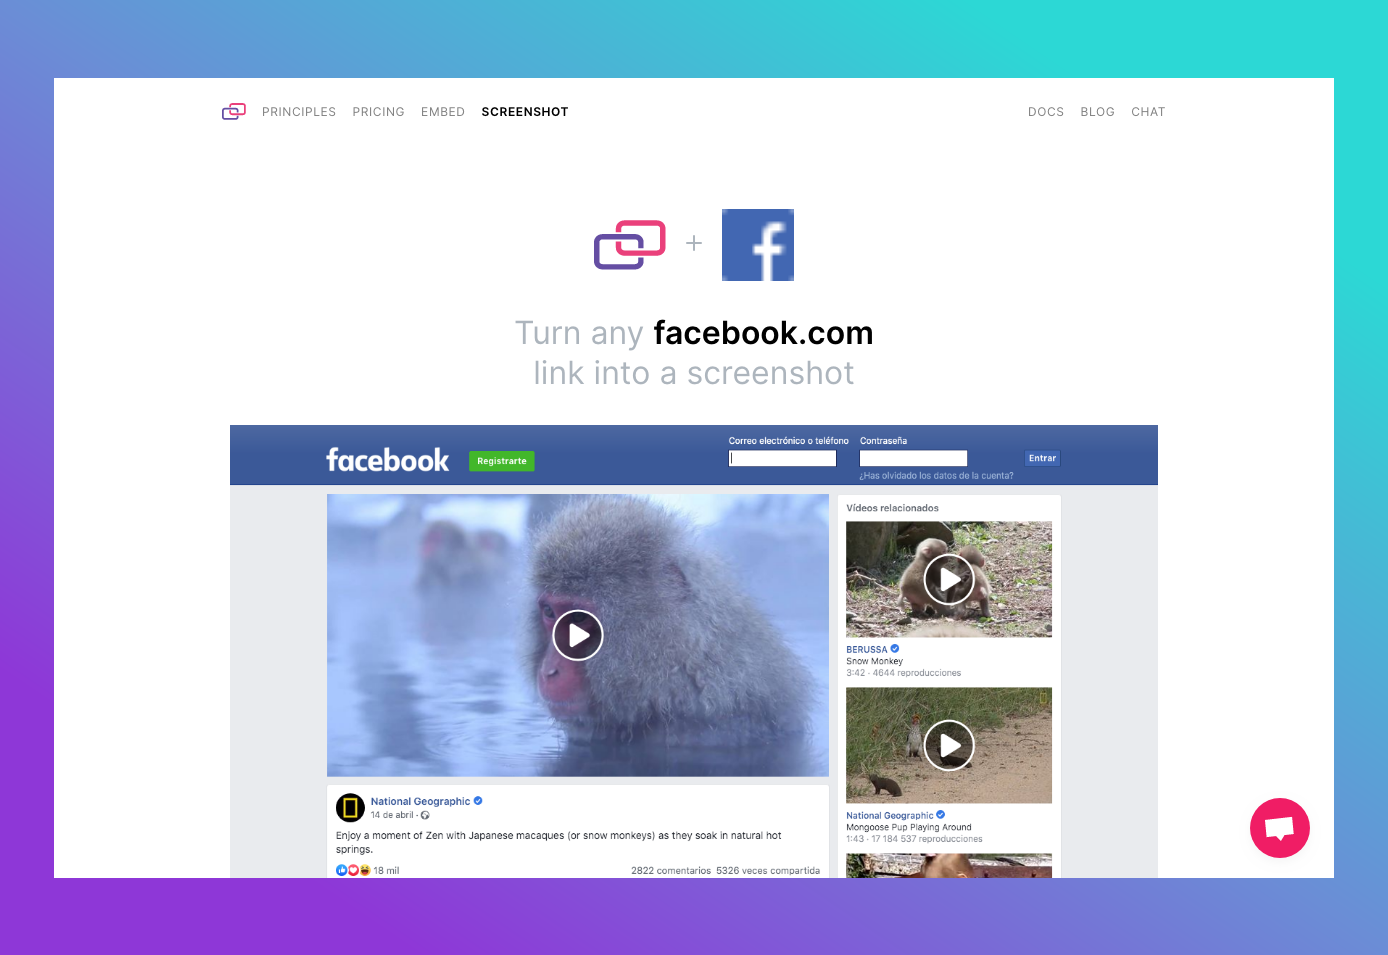 PRINCIPLES PRICING EMBED SCREENSHOT DOCS BLOG CHAT
+
Turn any facebook.com
link into a screenshot
facebook
Registrarte
Correo electrónico o teléfono
Contraseña
Entrar
¿Has olvidado los datos de la cuenta?
National Geographic
14 de abril ·
Enjoy a moment of Zen with Japanese macaques (or snow monkeys) as they soak in natural hot
springs.
18 mil
2822 comentarios 5326 veces compartida
Vídeos relacionados
BERUSSA
Snow Monkey
3:42 · 4644 reproducciones
National Geographic
Mongoose Pup Playing Around
1:43 · 17 184 537 reproducciones